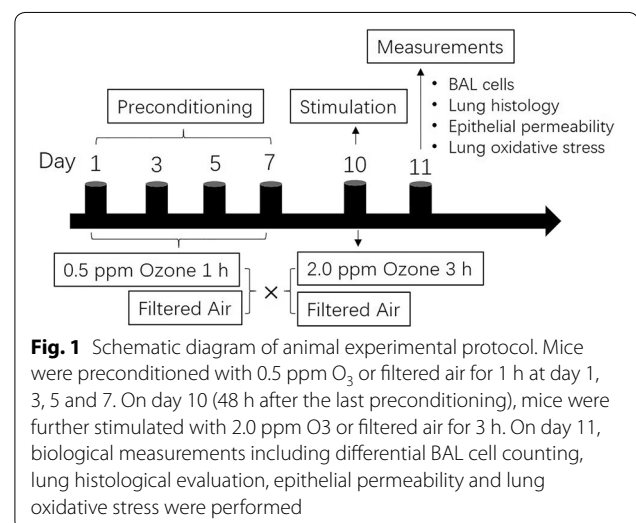 Measurements
• BAL cells
• Lung histology
• Epithelial permeability
• Lung oxidative stress
Preconditioning
Stimulation
Day 1 3 5 7 10 11
0.5 ppm Ozone 1 h
Filtered Air
×
2.0 ppm Ozone 3 h
Filtered Air
Fig. 1 Schematic diagram of animal experimental protocol. Mice
were preconditioned with 0.5 ppm O₃ or filtered air for 1 h at day 1,
3, 5 and 7. On day 10 (48 h after the last preconditioning), mice were
further stimulated with 2.0 ppm O3 or filtered air for 3 h. On day 11,
biological measurements including differential BAL cell counting,
lung histological evaluation, epithelial permeability and lung
oxidative stress were performed